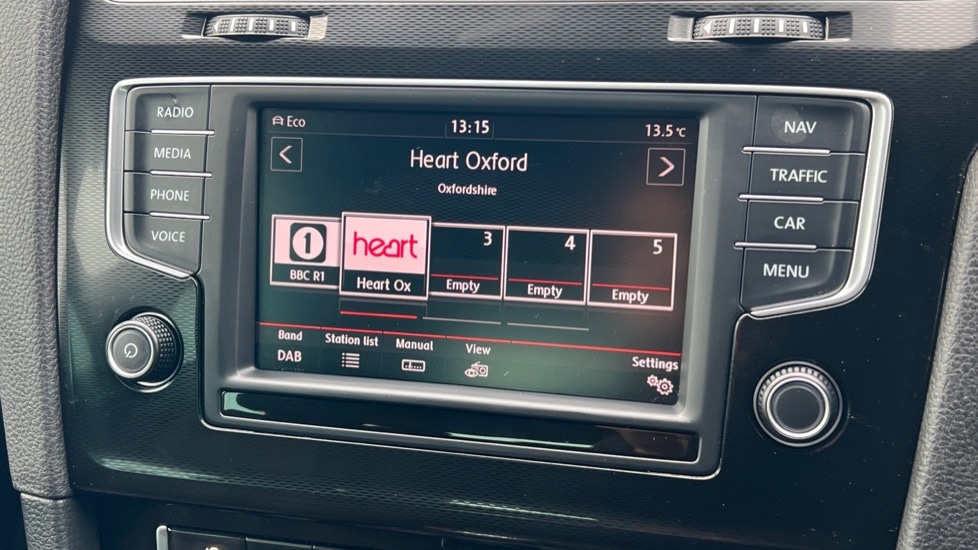 RADIO
MEDIA
PHONE
VOICE
Eco
13:15
13.5 °C
Heart Oxford
Oxfordshire
1
BBC R1
heart
Heart Ox
3
Empty
4
Empty
5
Empty
Band
DAB
Station list
Manual
View
Settings
NAV
TRAFFIC
CAR
MENU